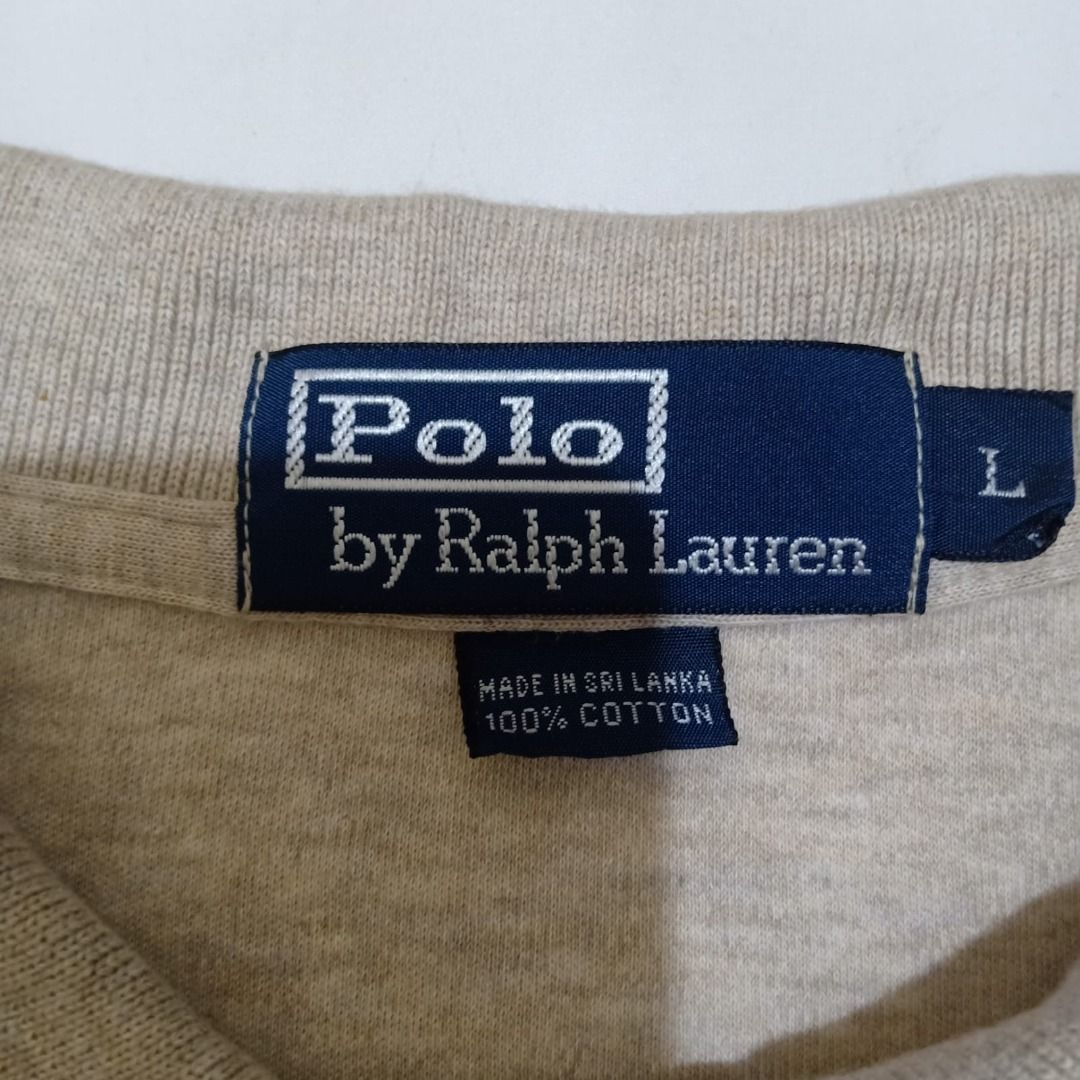 Polo
by Ralph Lauren
L
MADE IN SRI LANKA
100% COTTON